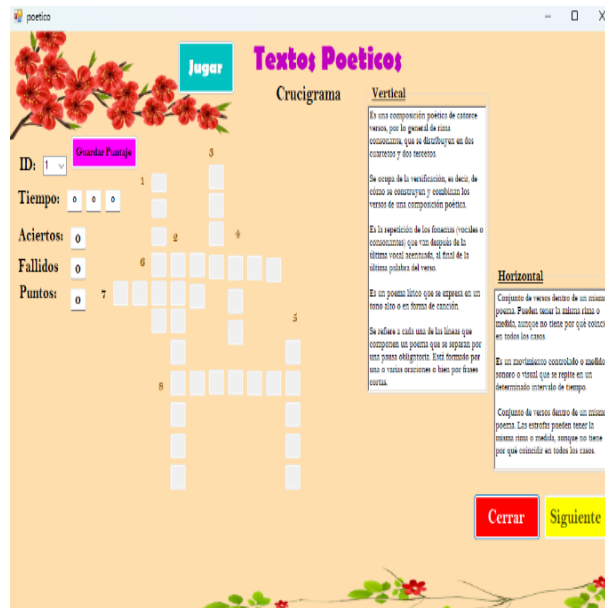 poetico
Jugar
Textos Poeticos
Crucigrama
Vertical
Es una composición poética de catorce
versos, por lo general de rima
consonante, que se distribuyen en dos
cuartetos y dos tercetos.
Se ocupa de la versificación, es decir, de
cómo se construyen y combinan los
versos de una composición poética.
Es la repetición de los fonemas (vocales o
consonantes) que van después de la
última vocal acentuada, al final de la
última palabra del verso.
Es un poema lírico que se expresa en un
tono alto o en forma de canción.
Se refiere a cada una de las líneas que
componen un poema que se separan por
una pausa obligatoria. Está formado por
una o varias oraciones o bien por frases
cortas.
Guardar Puntaje
ID: 1
Tiempo: 0 0 0
Aciertos: 0
Fallidos 0
Puntos: 0
3
1
2
4
6
7
5
8
Horizontal
Conjunto de versos dentro de un mismo
poema. Pueden tener la misma rima o
medida, aunque no tiene por qué coinci
en todos los casos.
Es un movimiento controlado o medido
sonoro o visual que se repite en un
determinado intervalo de tiempo.
Conjunto de versos dentro de un mismo
poema. Las estrofas pueden tener la
misma rima o medida, aunque no tiene
por qué coincidir en todos los casos.
Cerrar
Siguiente